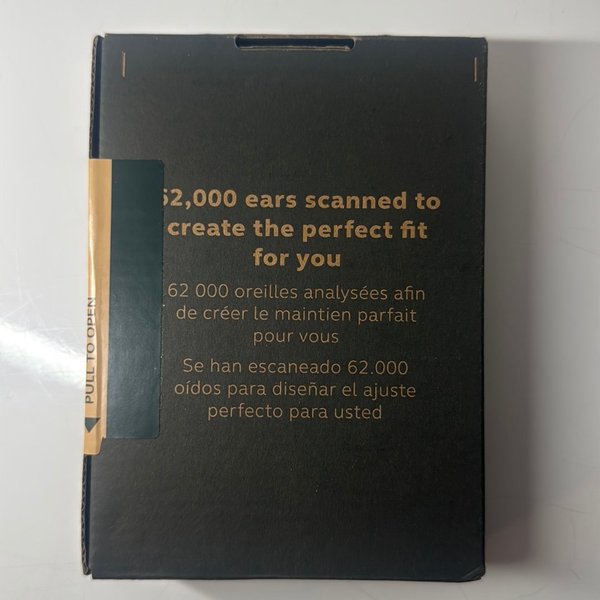 62,000 ears scanned to
create the perfect fit
for you
62 000 oreilles analysées afin
de créer le maintien parfait
pour vous
Se han escaneado 62.000
oídos para diseñar el ajuste
perfecto para usted
PULL TO OPEN